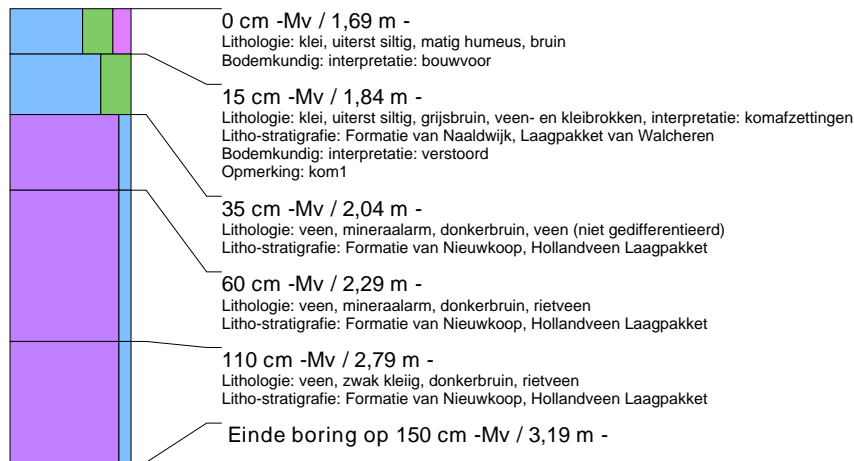 0 cm -Mv / 1,69 m -
Lithologie: klei, uiterst siltig, matig humeus, bruin
Bodemkundig: interpretatie: bouwvoor
15 cm -Mv / 1,84 m -
Lithologie: klei, uiterst siltig, grijsbruin, veen- en kleibrokken, interpretatie: komafzettingen
Litho-stratigrafie: Formatie van Naaldwijk, Laagpakket van Walcheren
Bodemkundig: interpretatie: verstoord
Opmerking: kom1
35 cm -Mv / 2,04 m -
Lithologie: veen, mineraalarm, donkerbruin, veen (niet gedifferentieerd)
Litho-stratigrafie: Formatie van Nieuwkoop, Hollandveen Laagpakket
60 cm -Mv / 2,29 m -
Lithologie: veen, mineraalarm, donkerbruin, rietveen
Litho-stratigrafie: Formatie van Nieuwkoop, Hollandveen Laagpakket
110 cm -Mv / 2,79 m -
Lithologie: veen, zwak kleiig, donkerbruin, rietveen
Litho-stratigrafie: Formatie van Nieuwkoop, Hollandveen Laagpakket
Einde boring op 150 cm -Mv / 3,19 m -